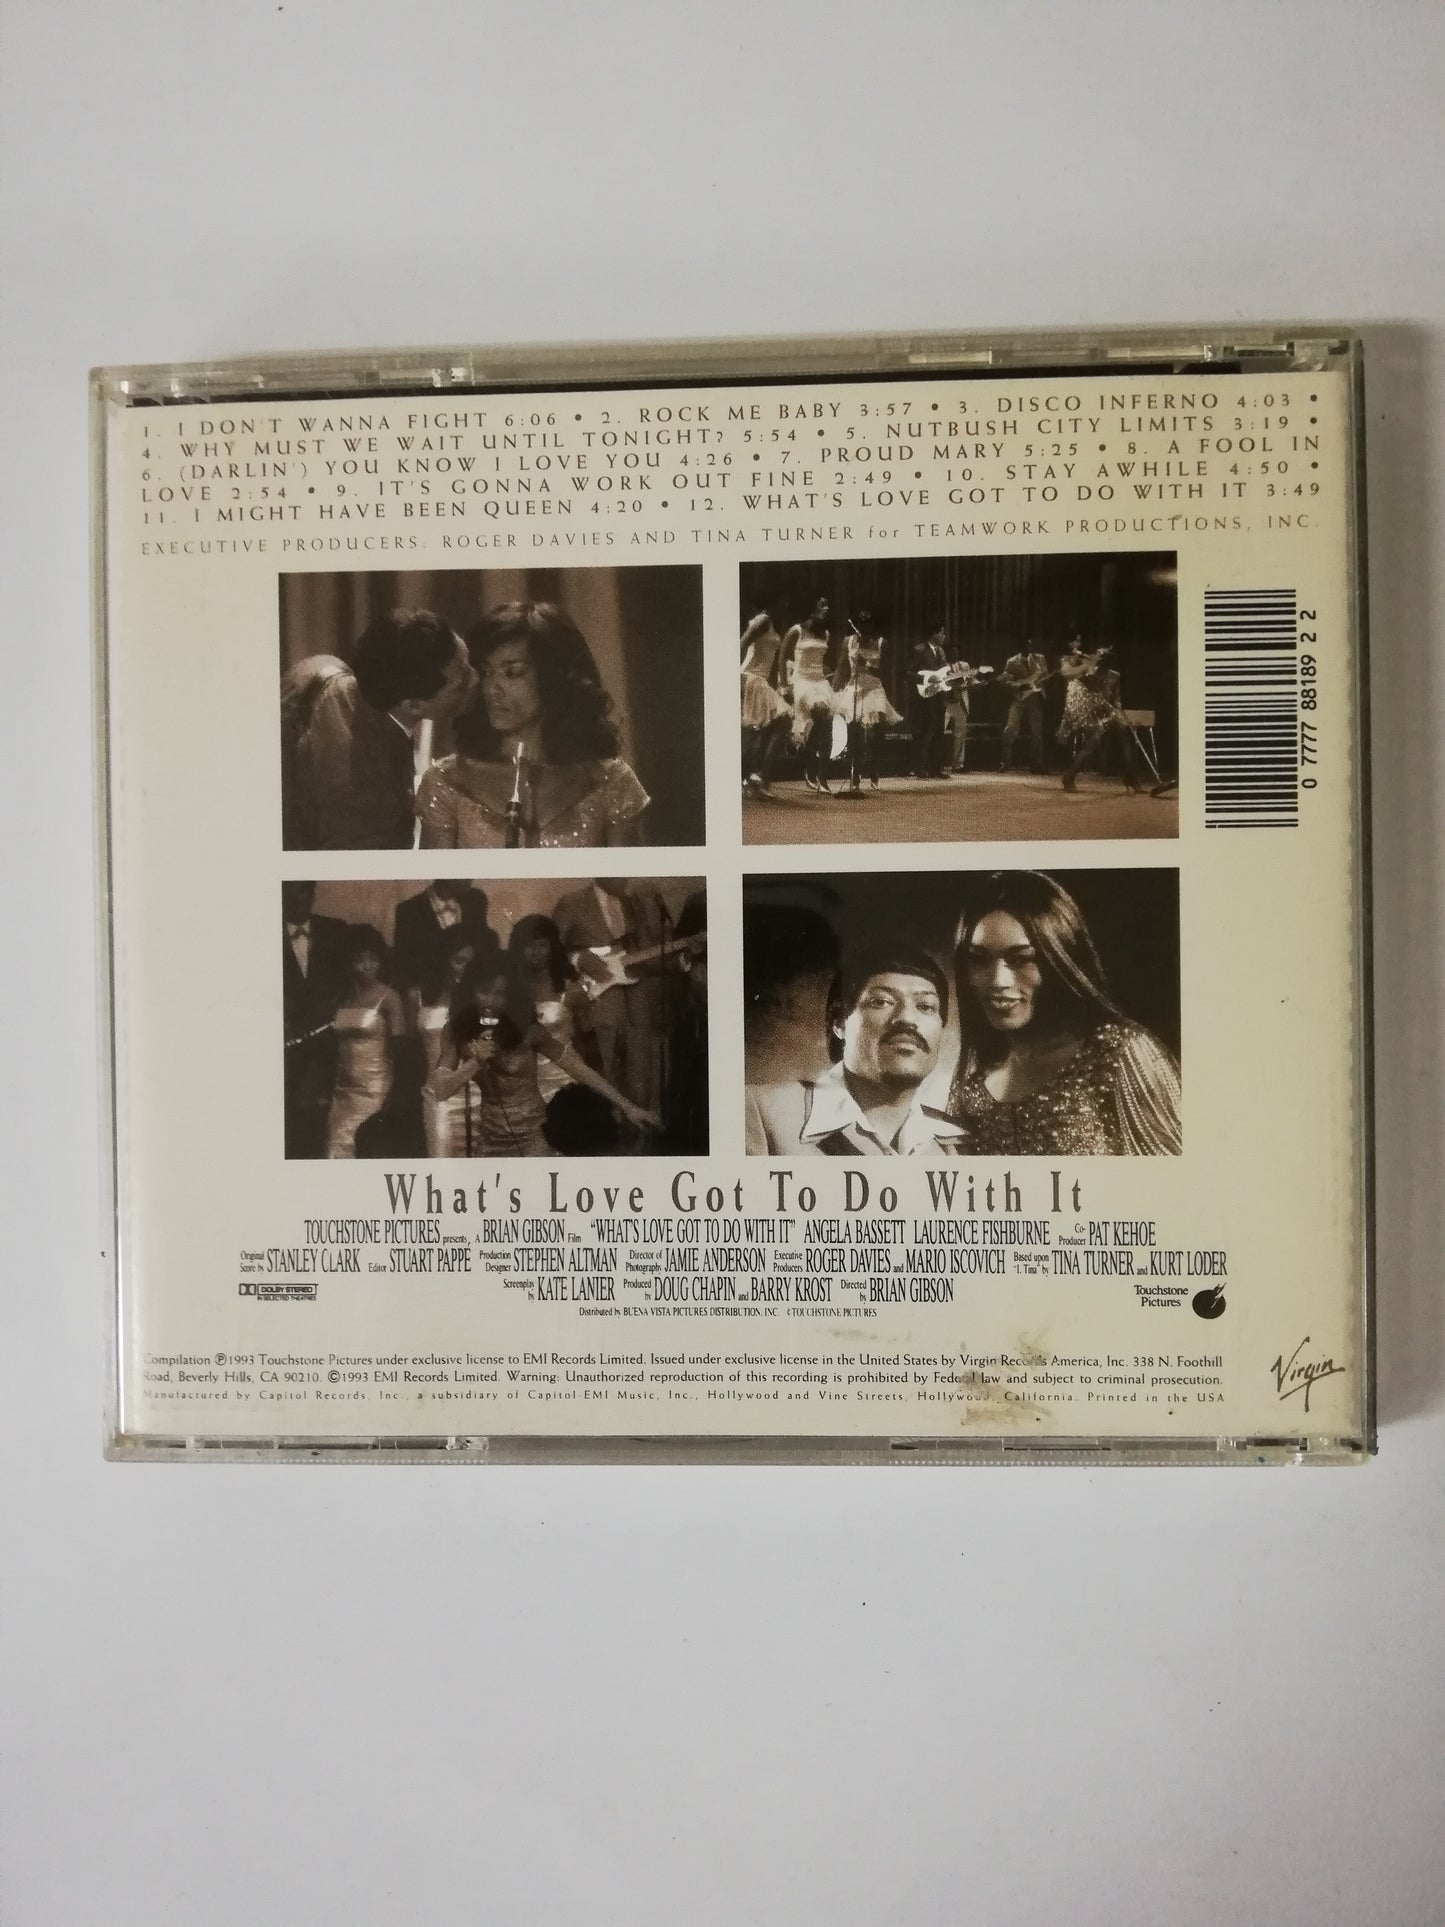 1. I DON'T WANNA FIGHT 6:06 • 2. ROCK ME BABY 3:57 • 3. DISCO INFERNO 4:03 •
4. WHY MUST WE WAIT UNTIL TONIGHT? 5:54 • 5. NUTBUSH CITY LIMITS 3:19 •
6. (DARLIN') YOU KNOW I LOVE YOU 4:26 • 7. PROUD MARY 5:25 • 8. A FOOL IN
LOVE 2:54 • 9. IT'S GONNA WORK OUT FINE 2:49 • 10. STAY AWHILE 4:50 •
11. I MIGHT HAVE BEEN QUEEN 4:20 • 12. WHAT'S LOVE GOT TO DO WITH IT 3:49
EXECUTIVE PRODUCERS: ROGER DAVIES AND TINA TURNER for TEAMWORK PRODUCTIONS, INC.
0 7777 88189 2 2
What's Love Got To Do With It
TOUCHSTONE PICTURES presents, A BRIAN GIBSON Film "WHAT'S LOVE GOT TO DO WITH IT" ANGELA BASSETT LAURENCE FISHBURNE Co-Producer PAT KEHOE
Original Score by STANLEY CLARK Editor STUART PAPPÉ Production Designer STEPHEN ALTMAN Director of Photography JAMIE ANDERSON Executive Producers ROGER DAVIES and MARIO ISCOVICH Based upon "I, Tina" by TINA TURNER and KURT LODER
DOLBY STEREO IN SELECTED THEATRES
Screenplay by KATE LANIER Produced by DOUG CHAPIN and BARRY KROST Directed by BRIAN GIBSON
Touchstone Pictures
Distributed by BUENA VISTA PICTURES DISTRIBUTION, INC. © TOUCHSTONE PICTURES
Compilation ℗1993 Touchstone Pictures under exclusive license to EMI Records Limited. Issued under exclusive license in the United States by Virgin Records America, Inc. 338 N. Foothill
Road, Beverly Hills, CA 90210. ©1993 EMI Records Limited. Warning: Unauthorized reproduction of this recording is prohibited by Federal law and subject to criminal prosecution.
Manufactured by Capitol Records, Inc., a subsidiary of Capitol-EMI Music, Inc., Hollywood and Vine Streets, Hollywood, California. Printed in the USA
Virgin